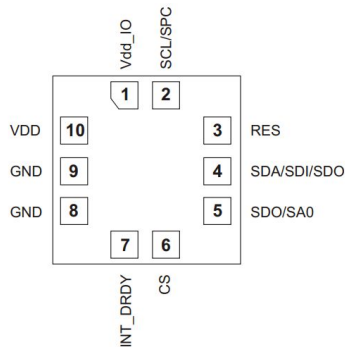 Vdd_IO
SCL/SPC
1
2
VDD
10
3
RES
GND
9
4
SDA/SDI/SDO
GND
8
5
SDO/SA0
7
6
INT_DRDY
CS